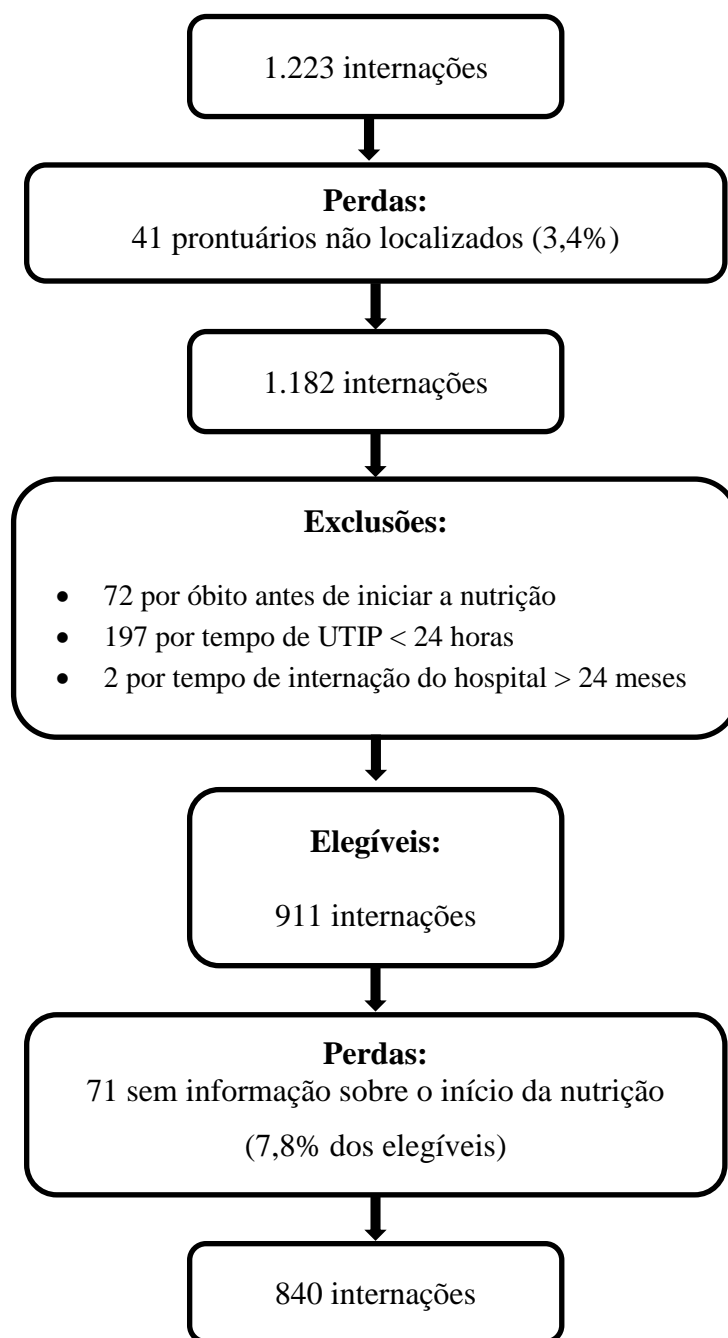 1.223 internações
Perdas:
41 prontuários não localizados (3,4%)
1.182 internações
Exclusões:
• 72 por óbito antes de iniciar a nutrição
• 197 por tempo de UTIP < 24 horas
• 2 por tempo de internação do hospital > 24 meses
Elegíveis:
911 internações
Perdas:
71 sem informação sobre o início da nutrição
(7,8% dos elegíveis)
840 internações